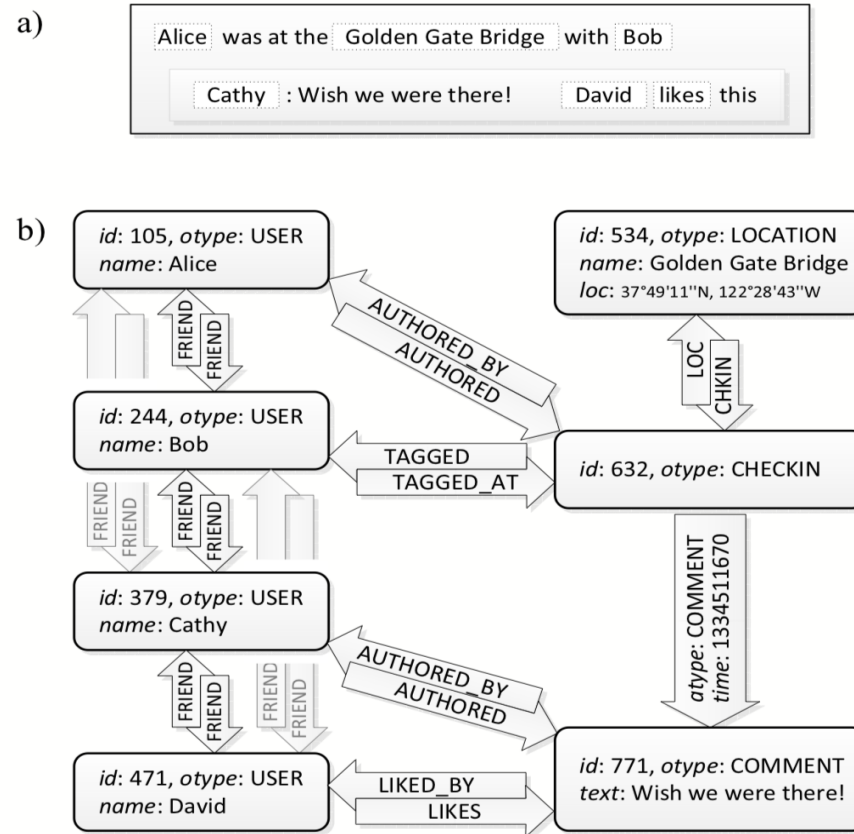 a)
Alice was at the Golden Gate Bridge with Bob
Cathy : Wish we were there! David likes this
b)
id: 105, otype: USER
name: Alice
id: 534, otype: LOCATION
name: Golden Gate Bridge
loc: 37°49'11''N, 122°28'43''W
FRIEND
FRIEND
AUTHORED_BY
AUTHORED
LOC
CHKIN
id: 244, otype: USER
name: Bob
TAGGED
TAGGED_AT
id: 632, otype: CHECKIN
FRIEND
FRIEND
FRIEND
FRIEND
atype: COMMENT
time: 1334511670
id: 379, otype: USER
name: Cathy
AUTHORED_BY
AUTHORED
FRIEND
FRIEND
FRIEND
FRIEND
id: 471, otype: USER
name: David
LIKED_BY
LIKES
id: 771, otype: COMMENT
text: Wish we were there!